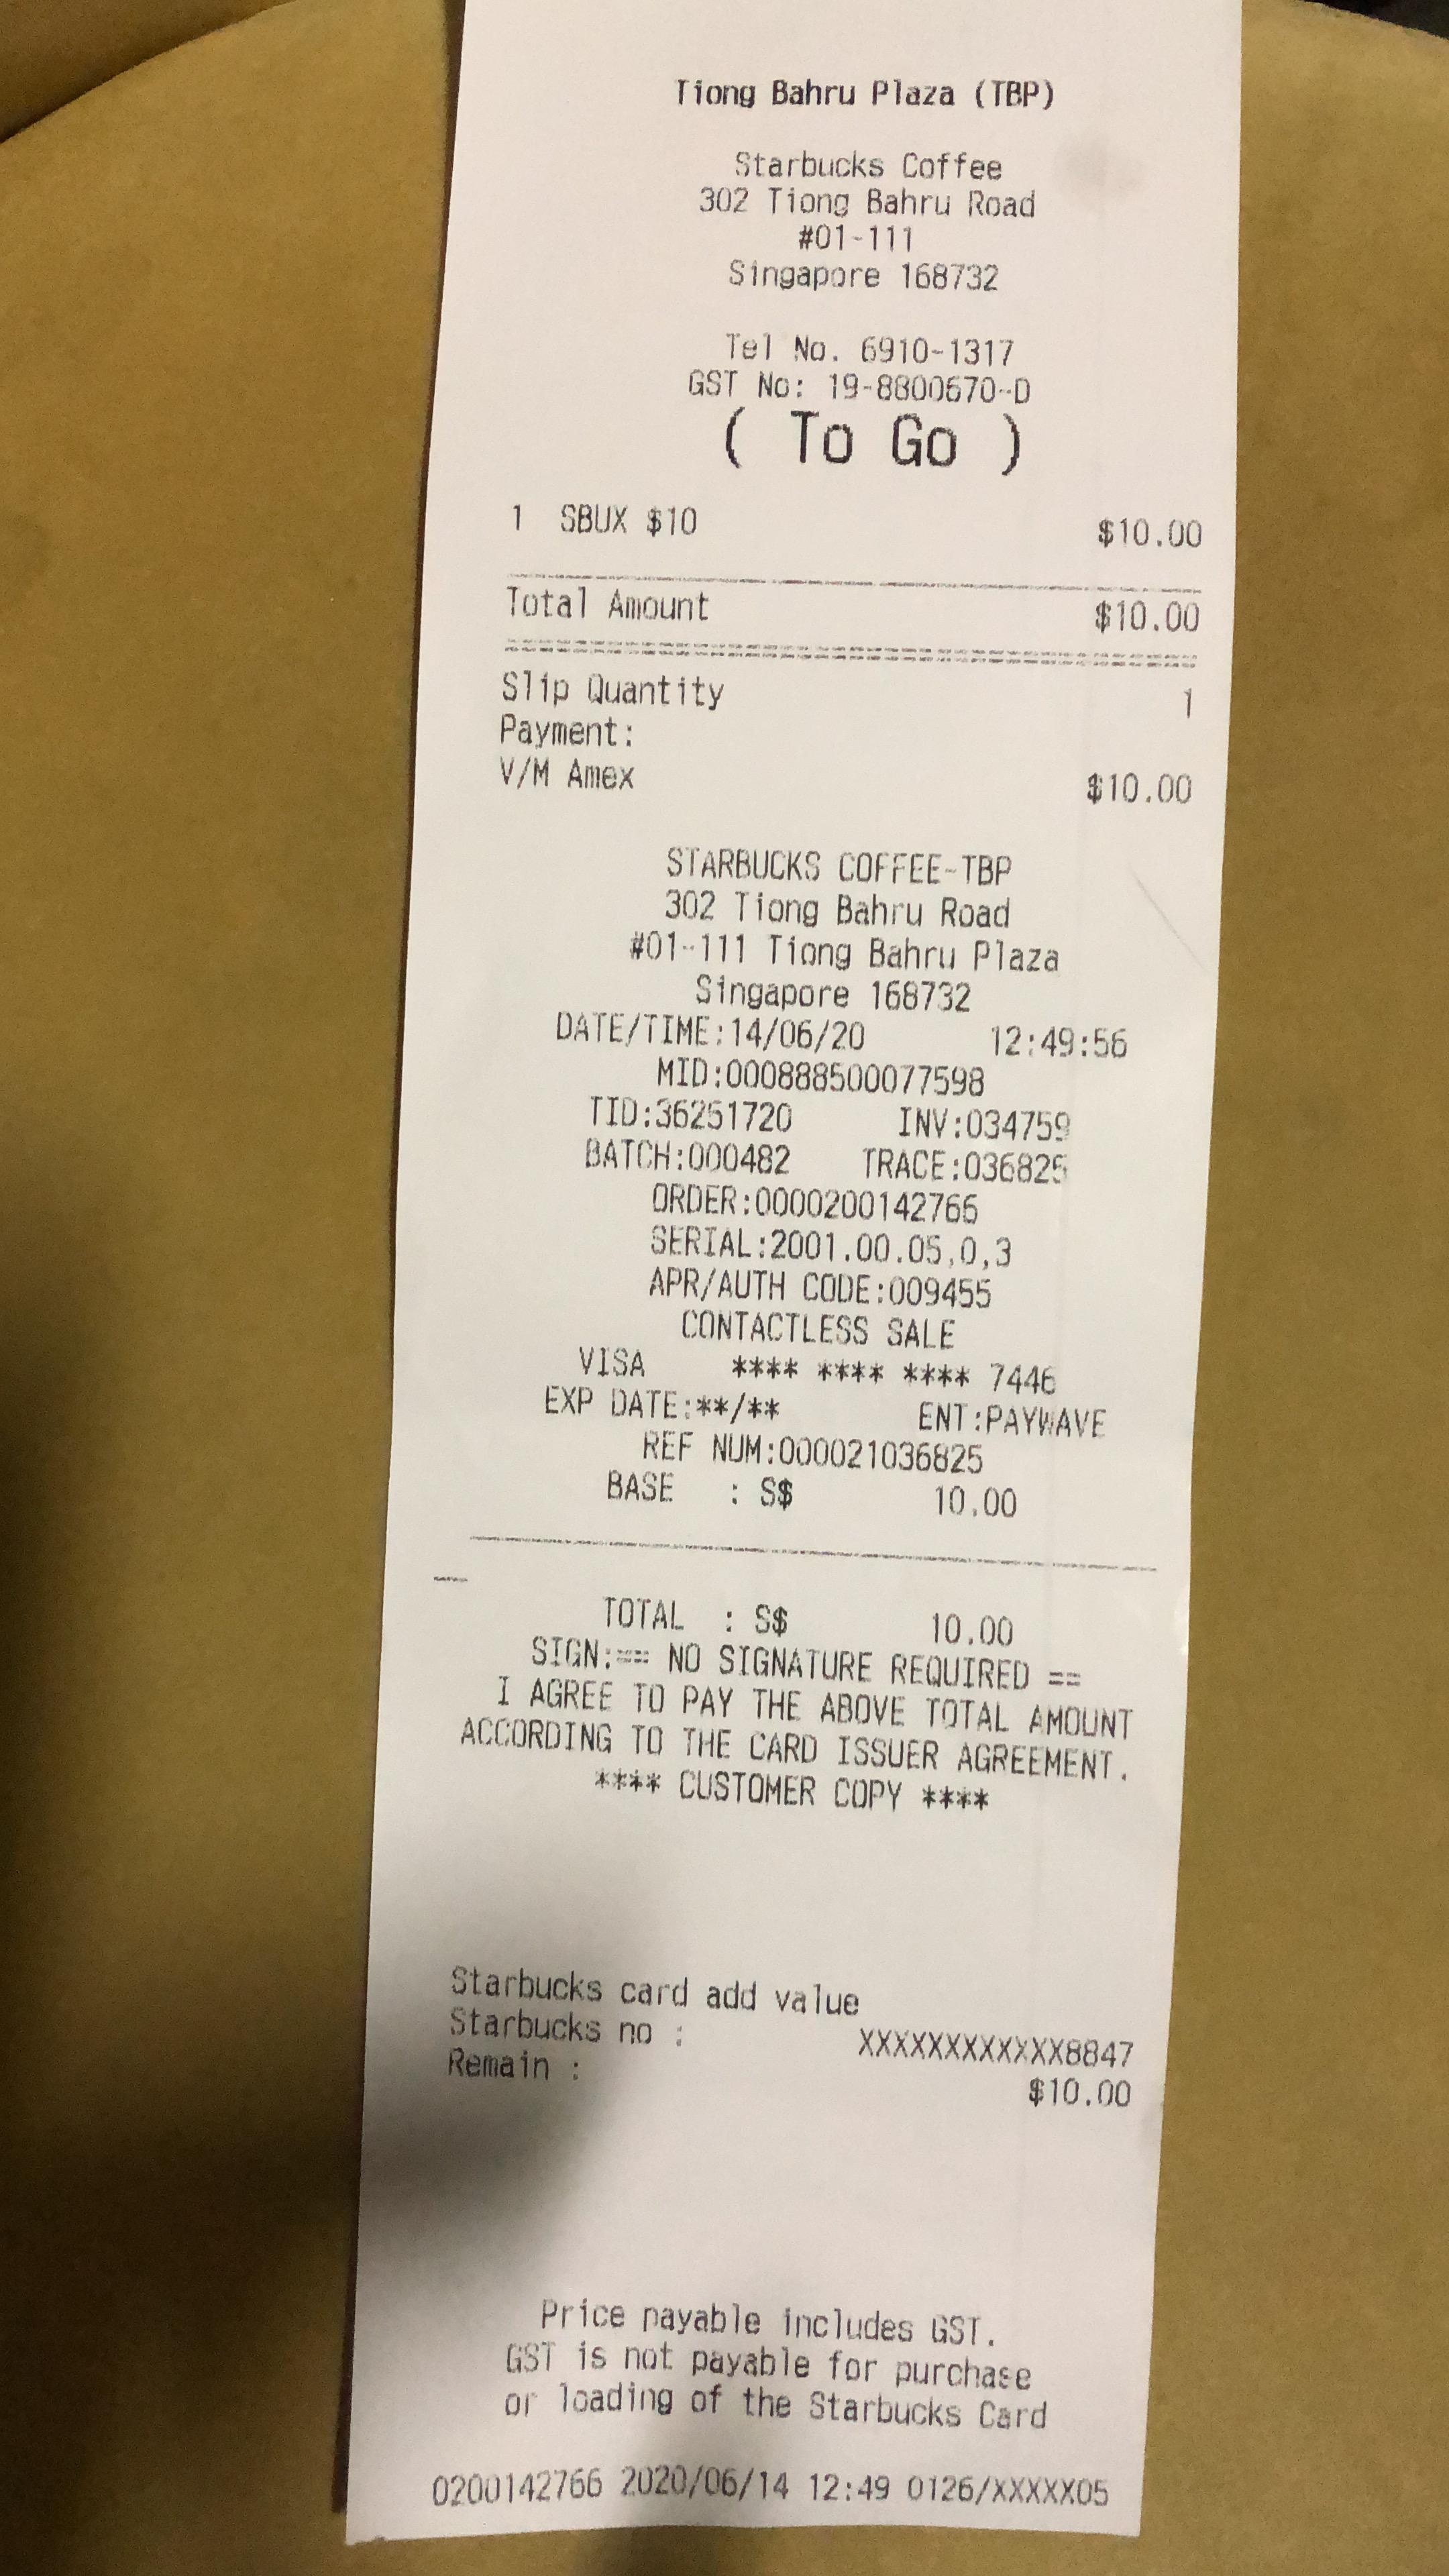 Tiong Bahru Plaza (TBP)
Starbucks Coffee
302 Tiong Bahru Road
#01-111
Singapore 168732
Tel No. 6910-1317
GST No: 19-8800670-D
( To Go )
1 SBUX $10 $10.00
Total Amount $10.00
Slip Quantity 1
Payment:
V/M Amex $10.00
STARBUCKS COFFEE-TBP
302 Tiong Bahru Road
#01-111 Tiong Bahru Plaza
Singapore 168732
DATE/TIME:14/06/20 12:49:56
MID:000888500077598
TID:36251720 INV:034759
BATCH:000482 TRACE:036825
ORDER:0000200142766
SERIAL:2001.00.05,0,3
APR/AUTH CODE:009455
CONTACTLESS SALE
VISA **** **** **** 7446
EXP DATE:**/** ENT:PAYWAVE
REF NUM:000021036825
BASE : S$ 10.00
TOTAL : S$ 10.00
SIGN:== NO SIGNATURE REQUIRED ==
I AGREE TO PAY THE ABOVE TOTAL AMOUNT
ACCORDING TO THE CARD ISSUER AGREEMENT.
**** CUSTOMER COPY ****
Starbucks card add value
Starbucks no : XXXXXXXXXXXX8847
Remain : $10.00
Price payable includes GST.
GST is not payable for purchase
or loading of the Starbucks Card
0200142766 2020/06/14 12:49 0126/XXXXX05